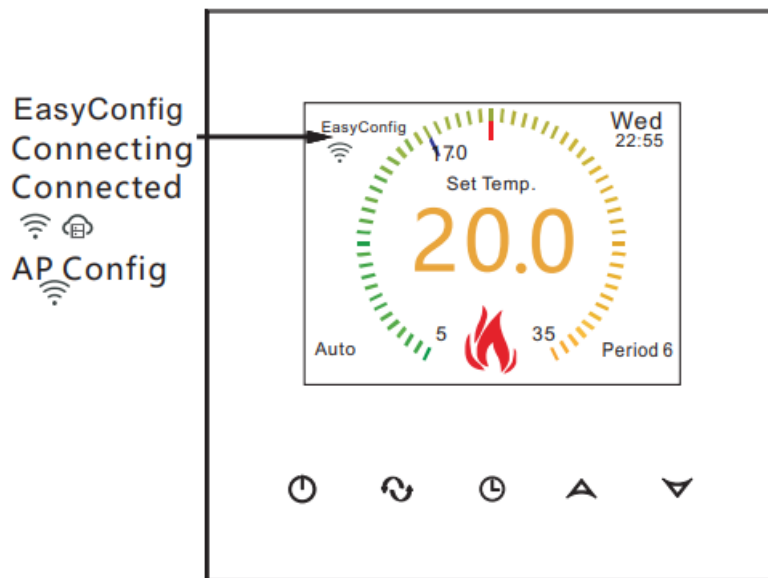 EasyConfig
Connecting
Connected
AP Config
EasyConfig
Wed
22:55
17.0
Set Temp.
20.0
5
35
Auto
Period 6